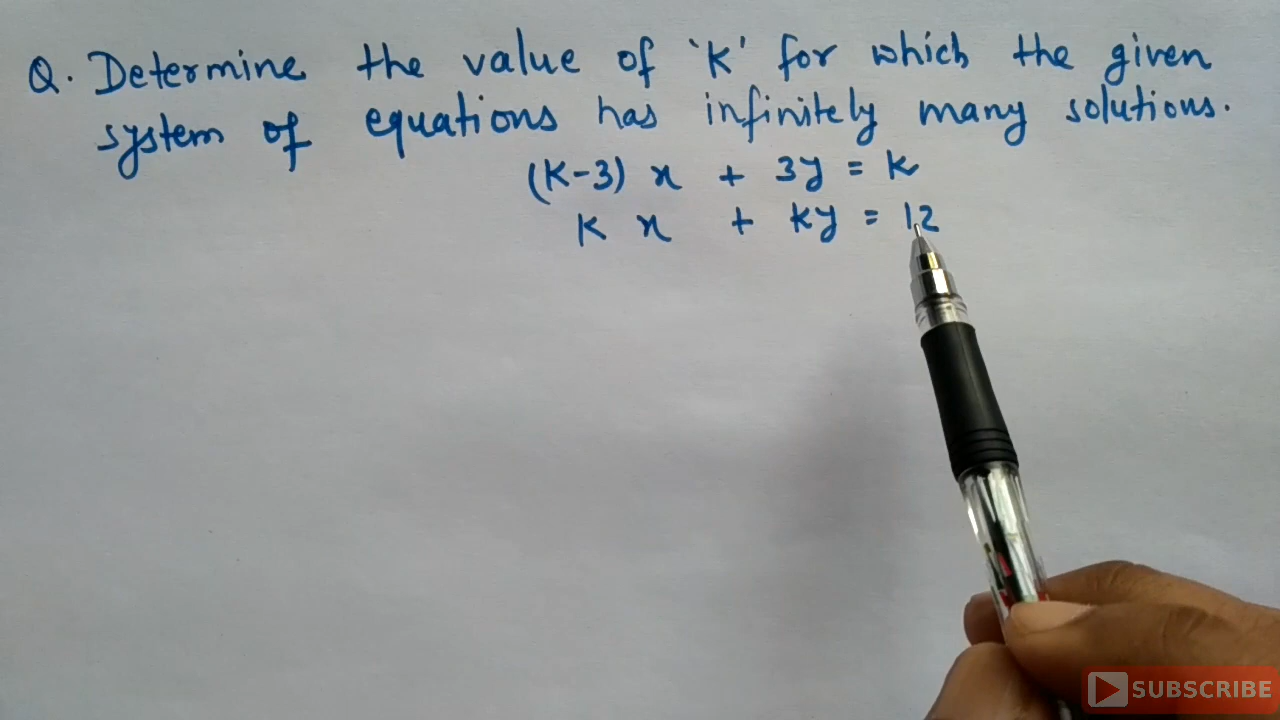 Q. Determine the value of 'K' for which the given
system of equations has infinitely many solutions.
(K-3) x + 3y = k
K x + ky = 12
SUBSCRIBE